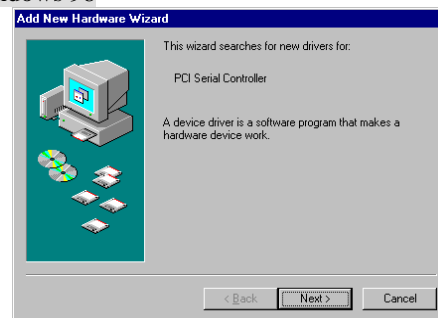 Add New Hardware Wizard
This wizard searches for new drivers for:
PCI Serial Controller
A device driver is a software program that makes a
hardware device work.
< Back
Next >
Cancel